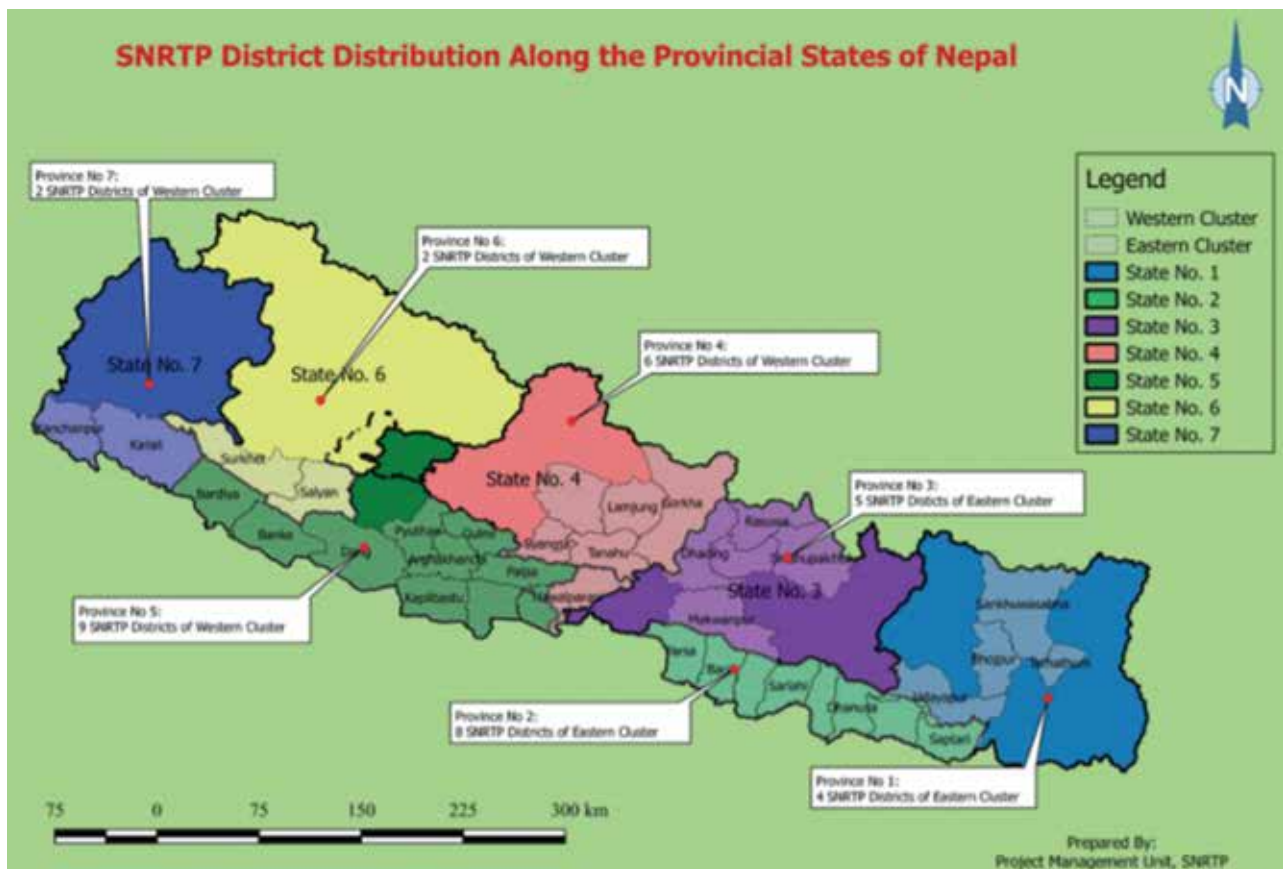 SNRTP District Distribution Along the Provincial States of Nepal
N
Province No 7:
2 SNRTP Districts of Western Cluster
Province No 6:
2 SNRTP Districts of Western Cluster
Province No 4:
6 SNRTP Districts of Western Cluster
Province No 3:
5 SNRTP Disticts of Eastern Cluster
Province No 5:
9 SNRTP Districts of Western Cluster
Province No 2:
8 SNRTP Districts of Eastern Cluster
Province No 1:
4 SNRTP Districts of Eastern Cluster
Legend
Western Cluster
Eastern Cluster
State No. 1
State No. 2
State No. 3
State No. 4
State No. 5
State No. 6
State No. 7
State No. 7
State No. 6
State No. 4
State No. 3
Kanchanpur
Kailali
Surkhet
Salyan
Bardiya
Banke
Dang
Pyuthan
Gulmi
Arghakhanchi
Palpa
Kapilbastu
Lamjung
Gorkha
Syangja
Tanahu
Dhading
Rasuwa
Makwanpur
Parsa
Bara
Sarlahi
Dhanusa
Saptari
Udayapur
Bhojpur
Terhathum
Sankhuwasabha
75 0 75 150 225 300 km
Prepared By:
Project Management Unit, SNRTP